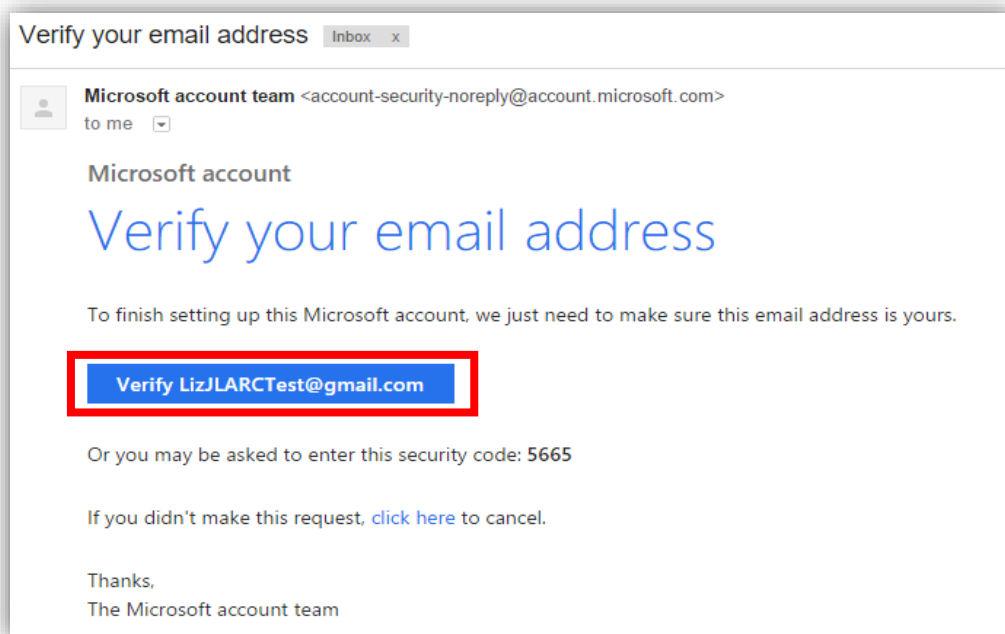 Verify your email address Inbox x
Microsoft account team <account-security-noreply@account.microsoft.com>
to me
Microsoft account
Verify your email address
To finish setting up this Microsoft account, we just need to make sure this email address is yours.
Verify LizJLARCTest@gmail.com
Or you may be asked to enter this security code: 5665
If you didn't make this request, click here to cancel.
Thanks,
The Microsoft account team